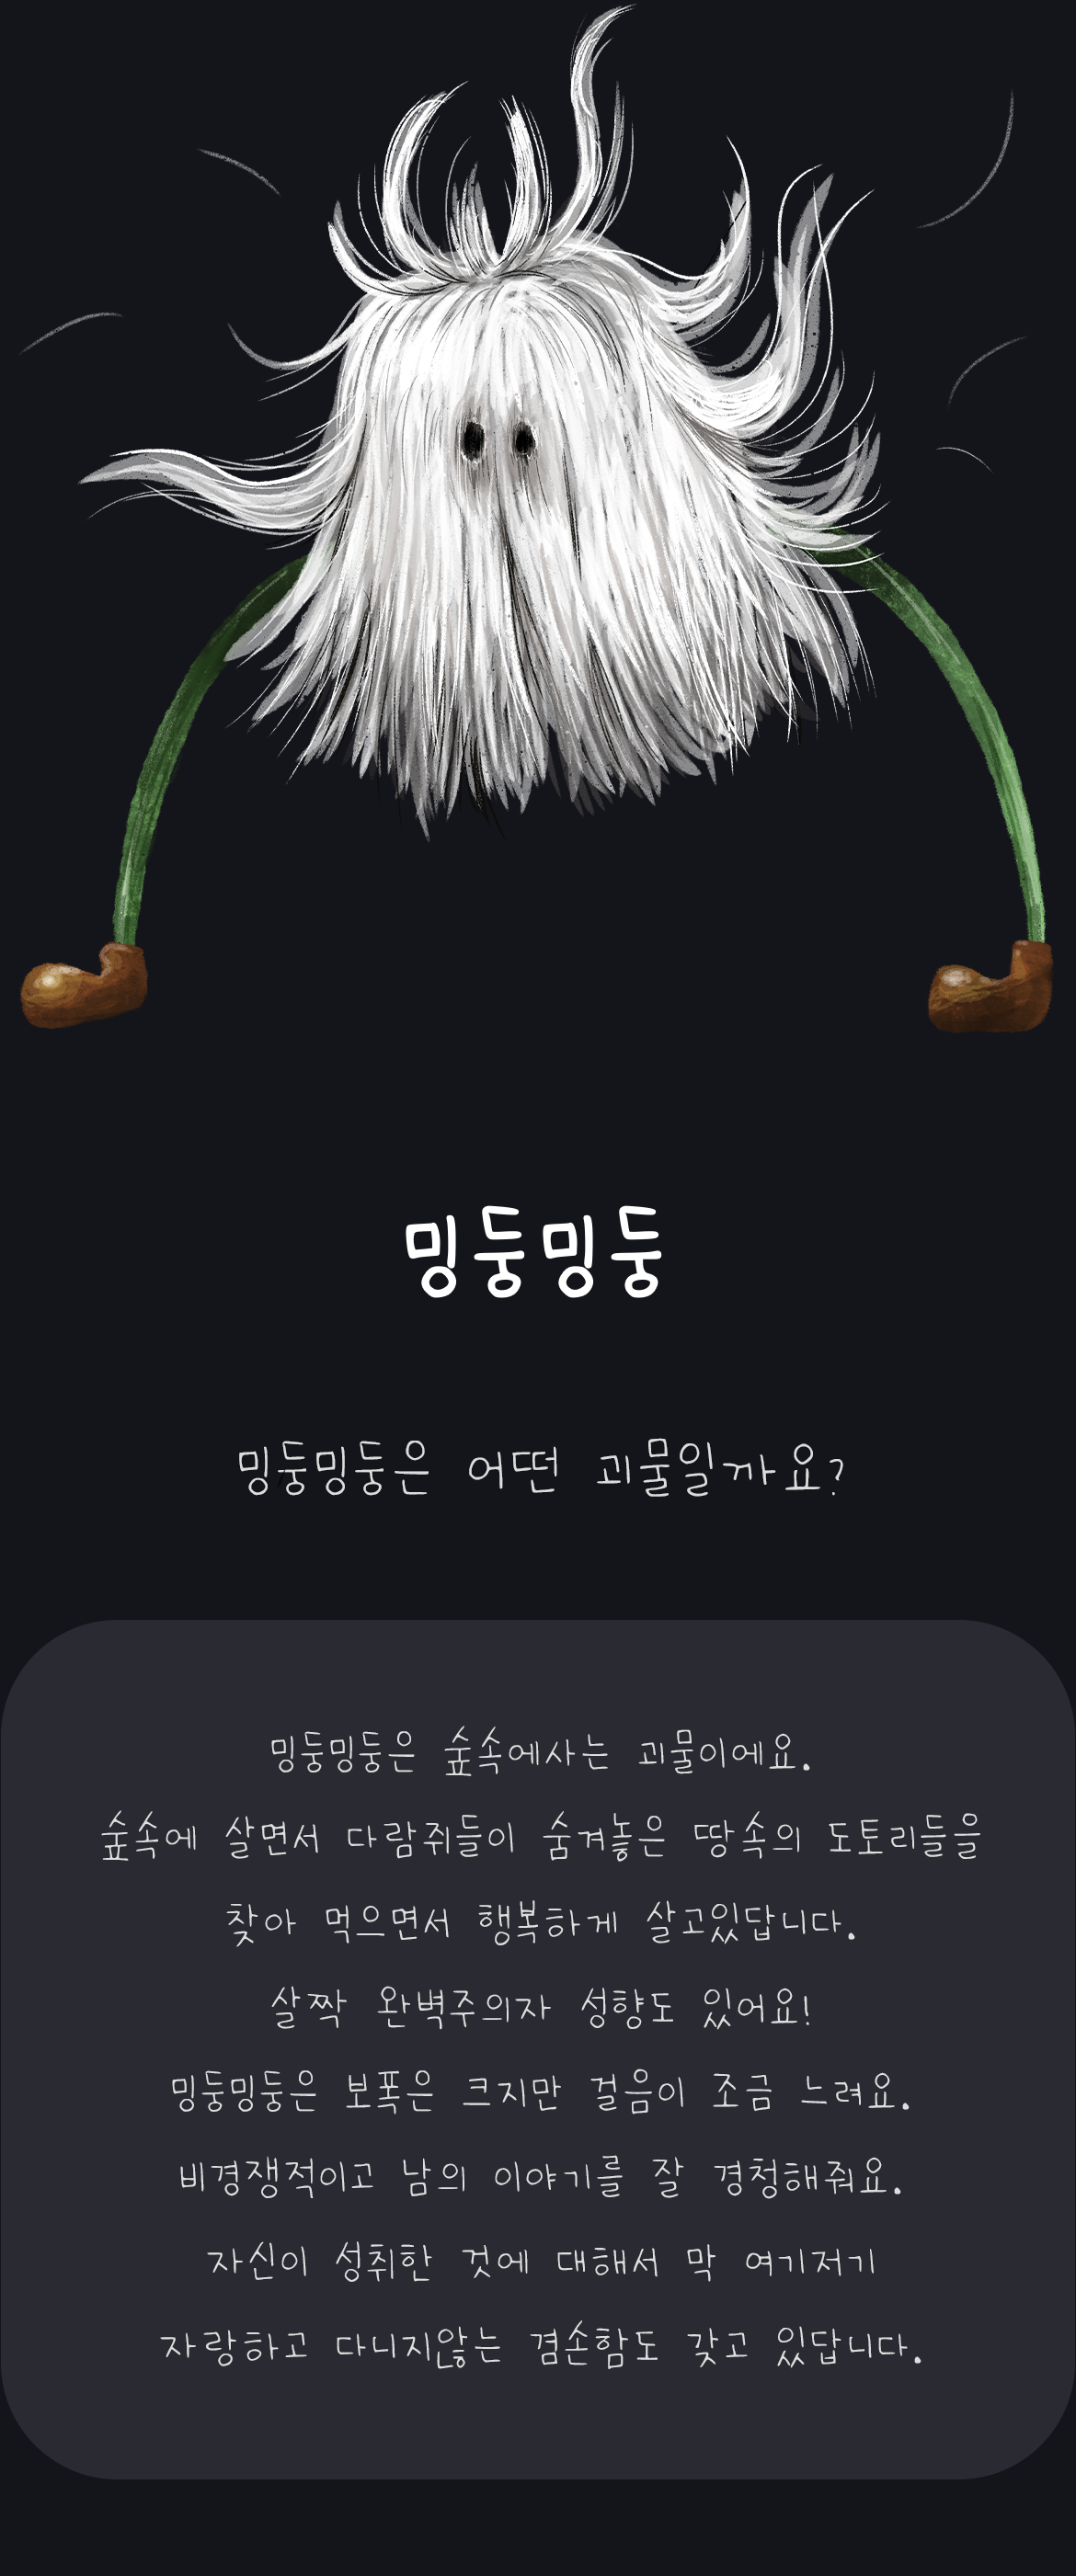 밍둥밍둥
밍둥밍둥은 어떤 괴물일까요?
밍둥밍둥은 숲속에사는 괴물이에요.
숲속에 살면서 다람쥐들이 숨겨놓은 땅속의 도토리들을
찾아 먹으면서 행복하게 살고있답니다.
살짝 완벽주의자 성향도 있어요!
밍둥밍둥은 보폭은 크지만 걸음이 조금 느려요.
비경쟁적이고 남의 이야기를 잘 경청해줘요.
자신이 성취한 것에 대해서 막 여기저기
자랑하고 다니지않는 겸손함도 갖고 있답니다.